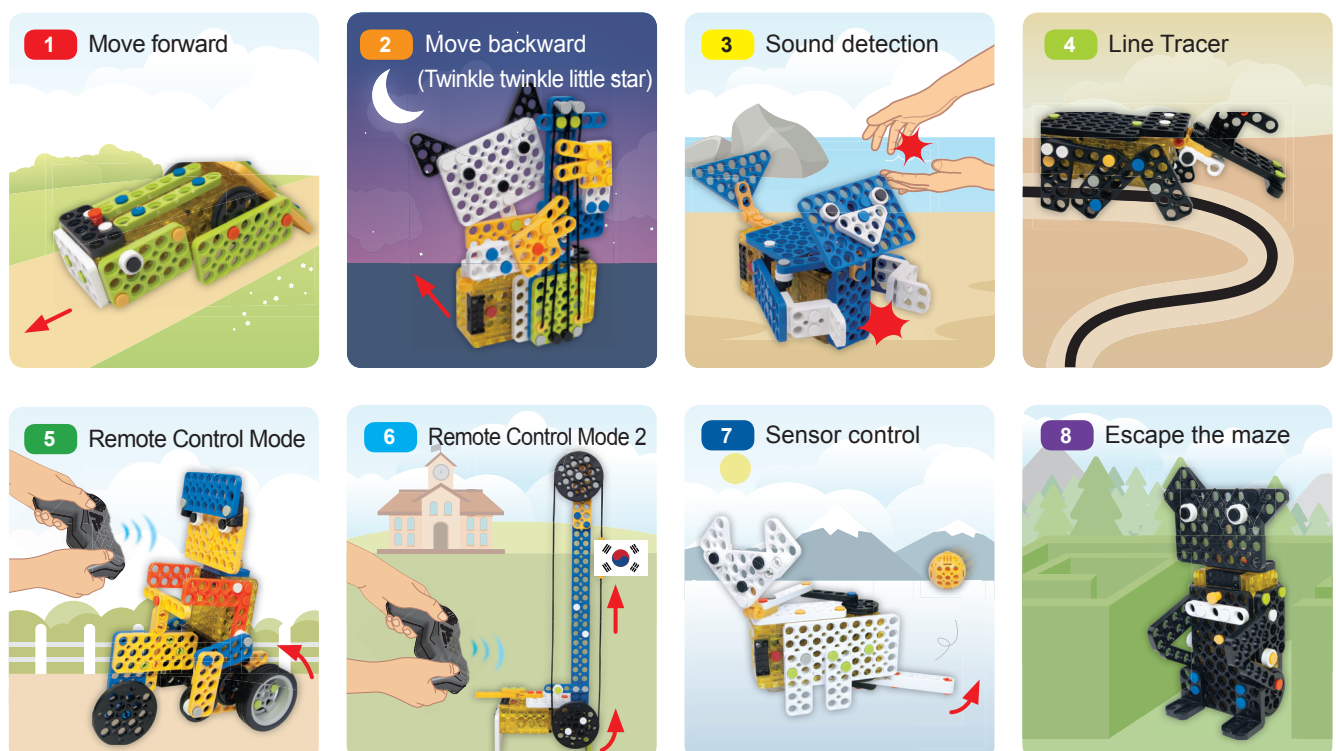 1 Move forward
2 Move backward
(Twinkle twinkle little star)
3 Sound detection
4 Line Tracer
5 Remote Control Mode
6 Remote Control Mode 2
7 Sensor control
8 Escape the maze